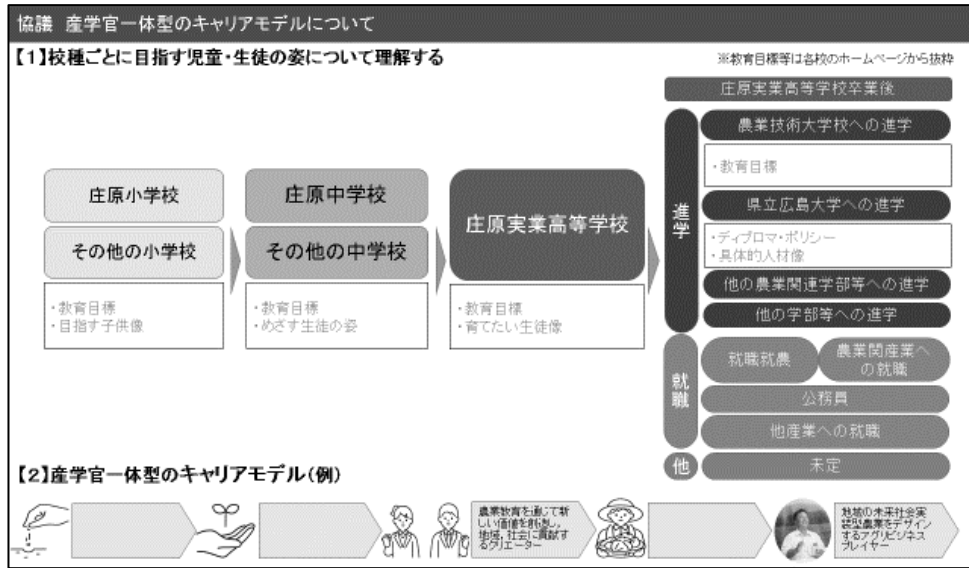 協議 産学官一体型のキャリアモデルについて
【1】校種ごとに目指す児童・生徒の姿について理解する
※教育目標等は各校のホームページから抜粋
庄原実業高等学校卒業後
庄原小学校
その他の小学校
・教育目標
・目指す子供像
庄原中学校
その他の中学校
・教育目標
・めざす生徒の姿
庄原実業高等学校
・教育目標
・育てたい生徒像
進学
農業技術大学校への進学
・教育目標
県立広島大学への進学
・ディプロマ・ポリシー
・具体的人材像
他の農業関連学部等への進学
他の学部等への進学
就職
就職就農
農業関産業へ
の就職
公務員
他産業への就職
他
未定
【2】産学官一体型のキャリアモデル(例)
農業教育を通じて新
しい価値を創造し、
地域、社会に貢献す
るクリエーター
地域の未来社会実
装型農業をデザイン
するアグリビジネス
プレイヤー